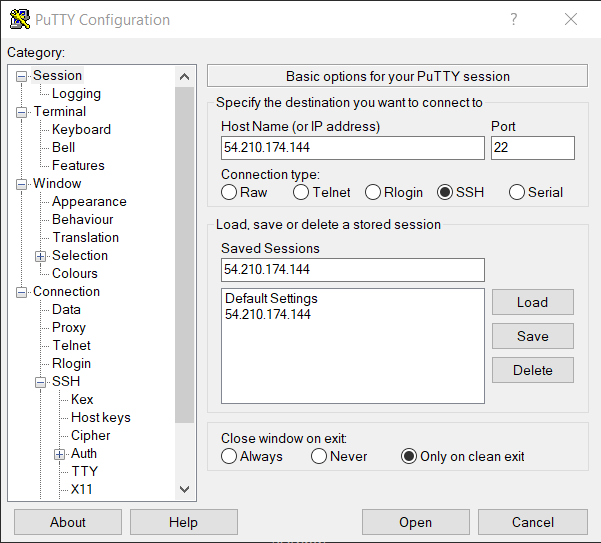 PuTTY Configuration
Category:
Session
Logging
Terminal
Keyboard
Bell
Features
Window
Appearance
Behaviour
Translation
Selection
Colours
Connection
Data
Proxy
Telnet
Rlogin
SSH
Kex
Host keys
Cipher
Auth
TTY
X11
Basic options for your PuTTY session
Specify the destination you want to connect to
Host Name (or IP address) Port
54.210.174.144 22
Connection type:
Raw Telnet Rlogin SSH Serial
Load, save or delete a stored session
Saved Sessions
54.210.174.144
Default Settings
54.210.174.144
Load
Save
Delete
Close window on exit:
Always Never Only on clean exit
About Help Open Cancel